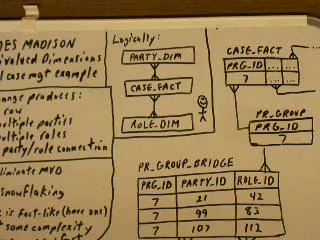 MES MADISON
ivalued Dimensions
l case mgt example
ange produces:
row
ultiple parties
ultiple roles
party/role connection
liminate MVD
snowflaking
is fact-like (have one)
some complexity
Logically:
PARTY_DIM
CASE_FACT
ROLE_DIM
CASE_FACT
PRG_ID ... ...
7 ... ...
PR_GROUP
PRG_ID
7
PR_GROUP_BRIDGE
PRG_ID PARTY_ID ROLE_ID
7 21 42
7 99 83
7 107 112